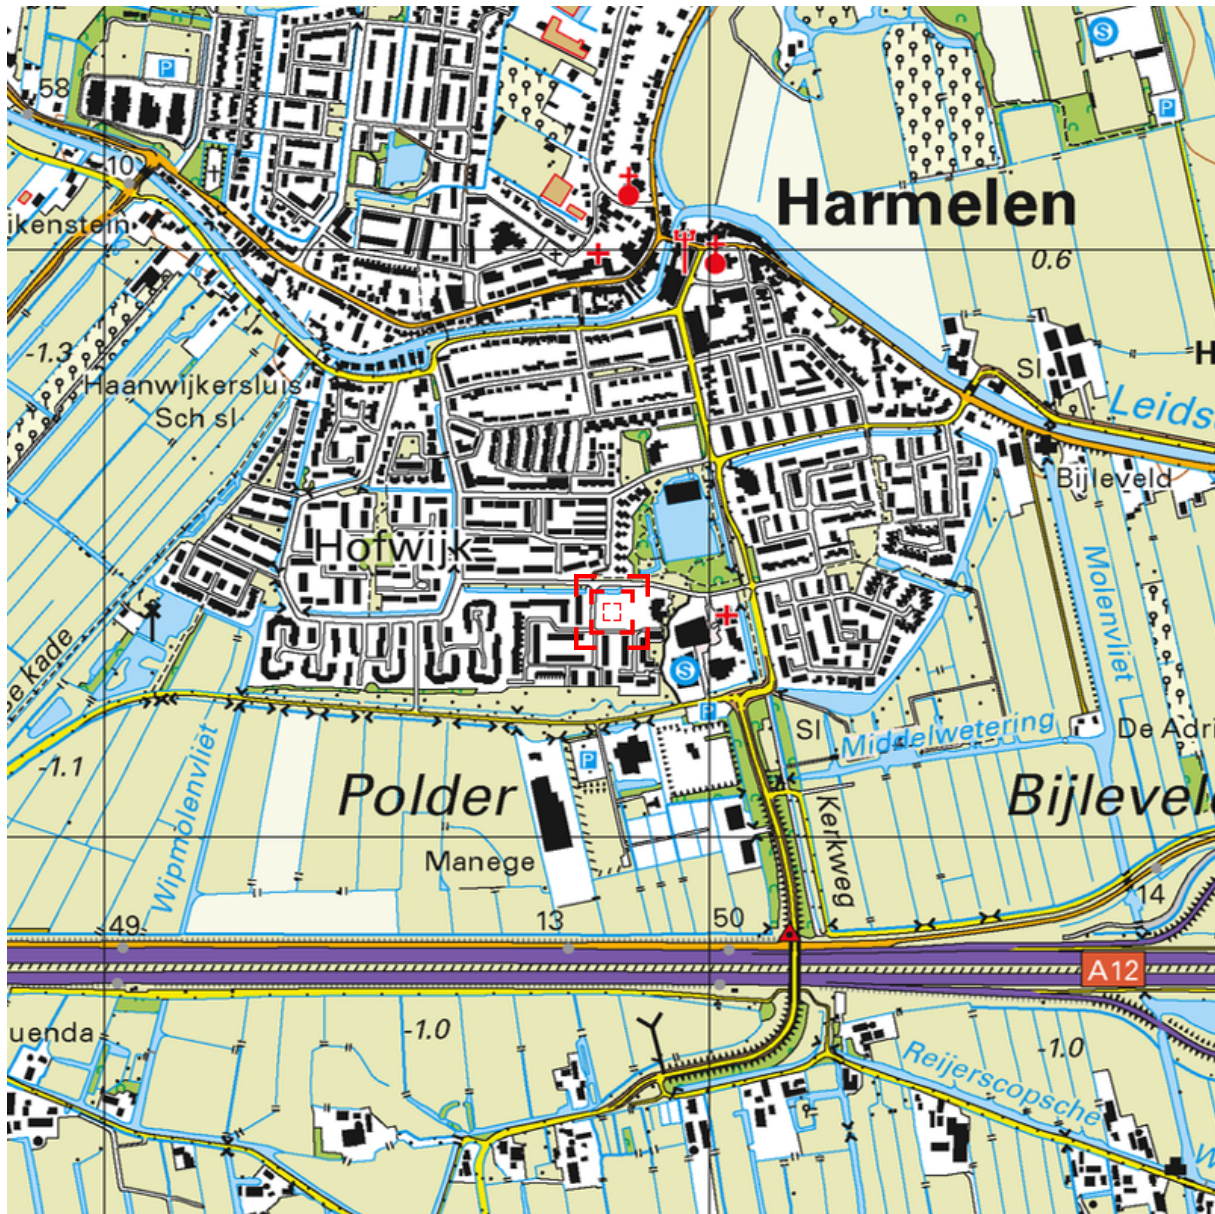 P
58
S
P
10
Harmelen
ikenstein
0.6
-1.3
Haanwijkersluis
Sch sl
Sl
H
Leids
Bijleveld
Hofwijk
Molenvliet
e kade
S
P
Sl
Middelwetering
De Adri
-1.1
Wipmolenvliet
P
Polder
Kerkweg
Bijlevel
Manege
14
49
13
50
A12
uenda
-1.0
-1.0
Reijerscopsche
W